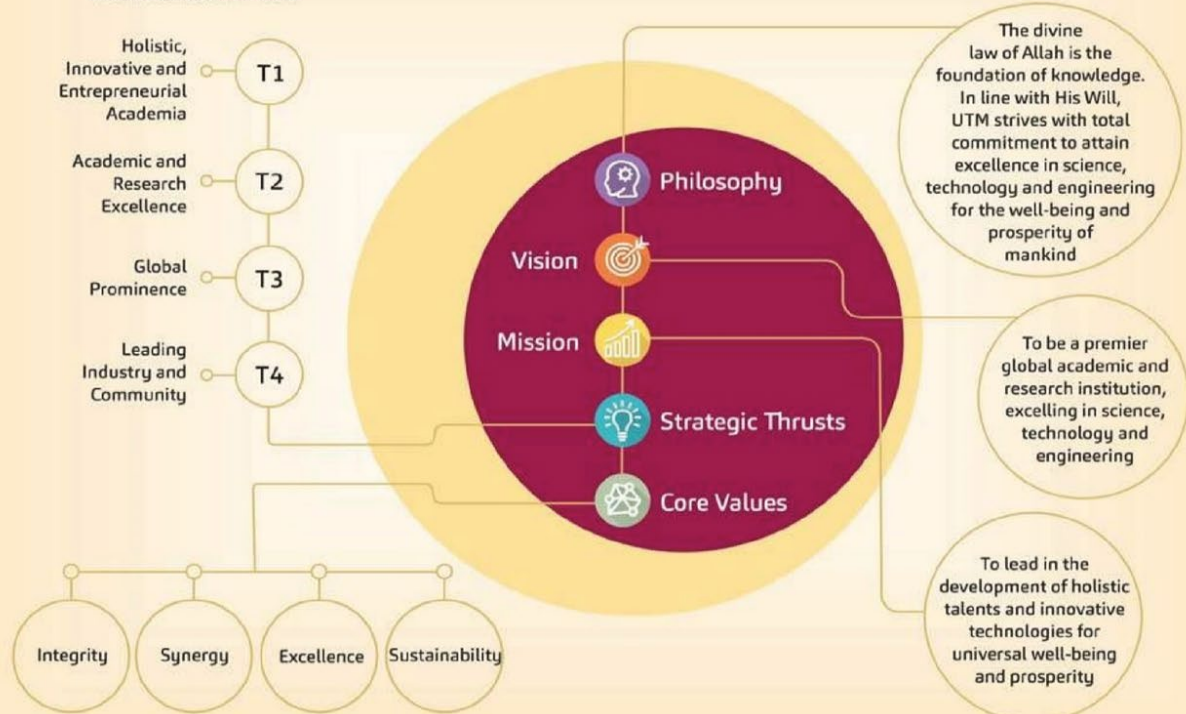 Holistic,
Innovative and
Entrepreneurial
Academia
T1
Academic and
Research
Excellence
T2
Global
Prominence
T3
Leading
Industry and
Community
T4
Philosophy
Vision
Mission
Strategic Thrusts
Core Values
The divine
law of Allah is the
foundation of knowledge.
In line with His Will,
UTM strives with total
commitment to attain
excellence in science,
technology and engineering
for the well-being and
prosperity of
mankind
To be a premier
global academic and
research institution,
excelling in science,
technology and
engineering
To lead in the
development of holistic
talents and innovative
technologies for
universal well-being
and prosperity
Integrity
Synergy
Excellence
Sustainability